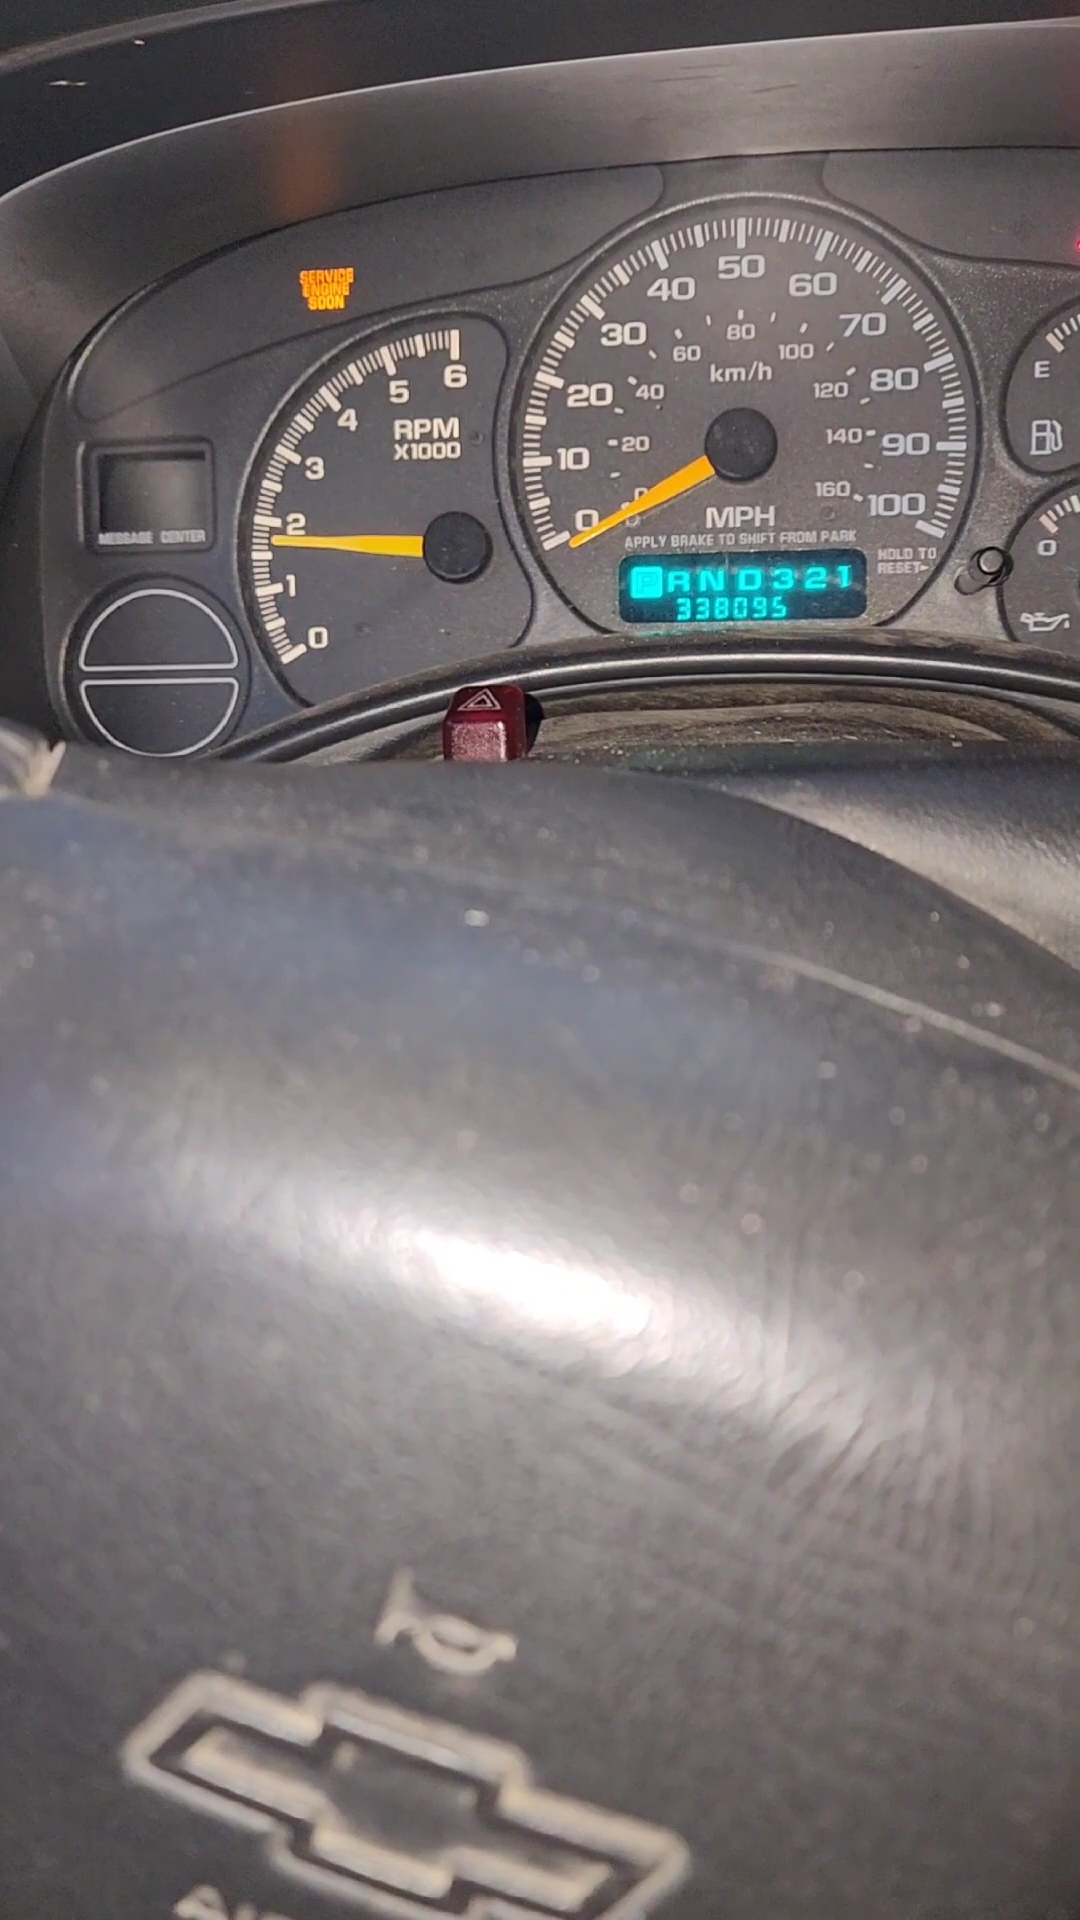 SERVICE
ENGINE
SOON
0
1
2
3
4
5
6
RPM
X1000
MESSAGE CENTER
0
10
20
30
40
50
60
70
80
90
100
0
20
40
60
80
100
120
140
160
km/h
MPH
APPLY BRAKE TO SHIFT FROM PARK
PRND321
338095
HOLD TO
RESET
E
0